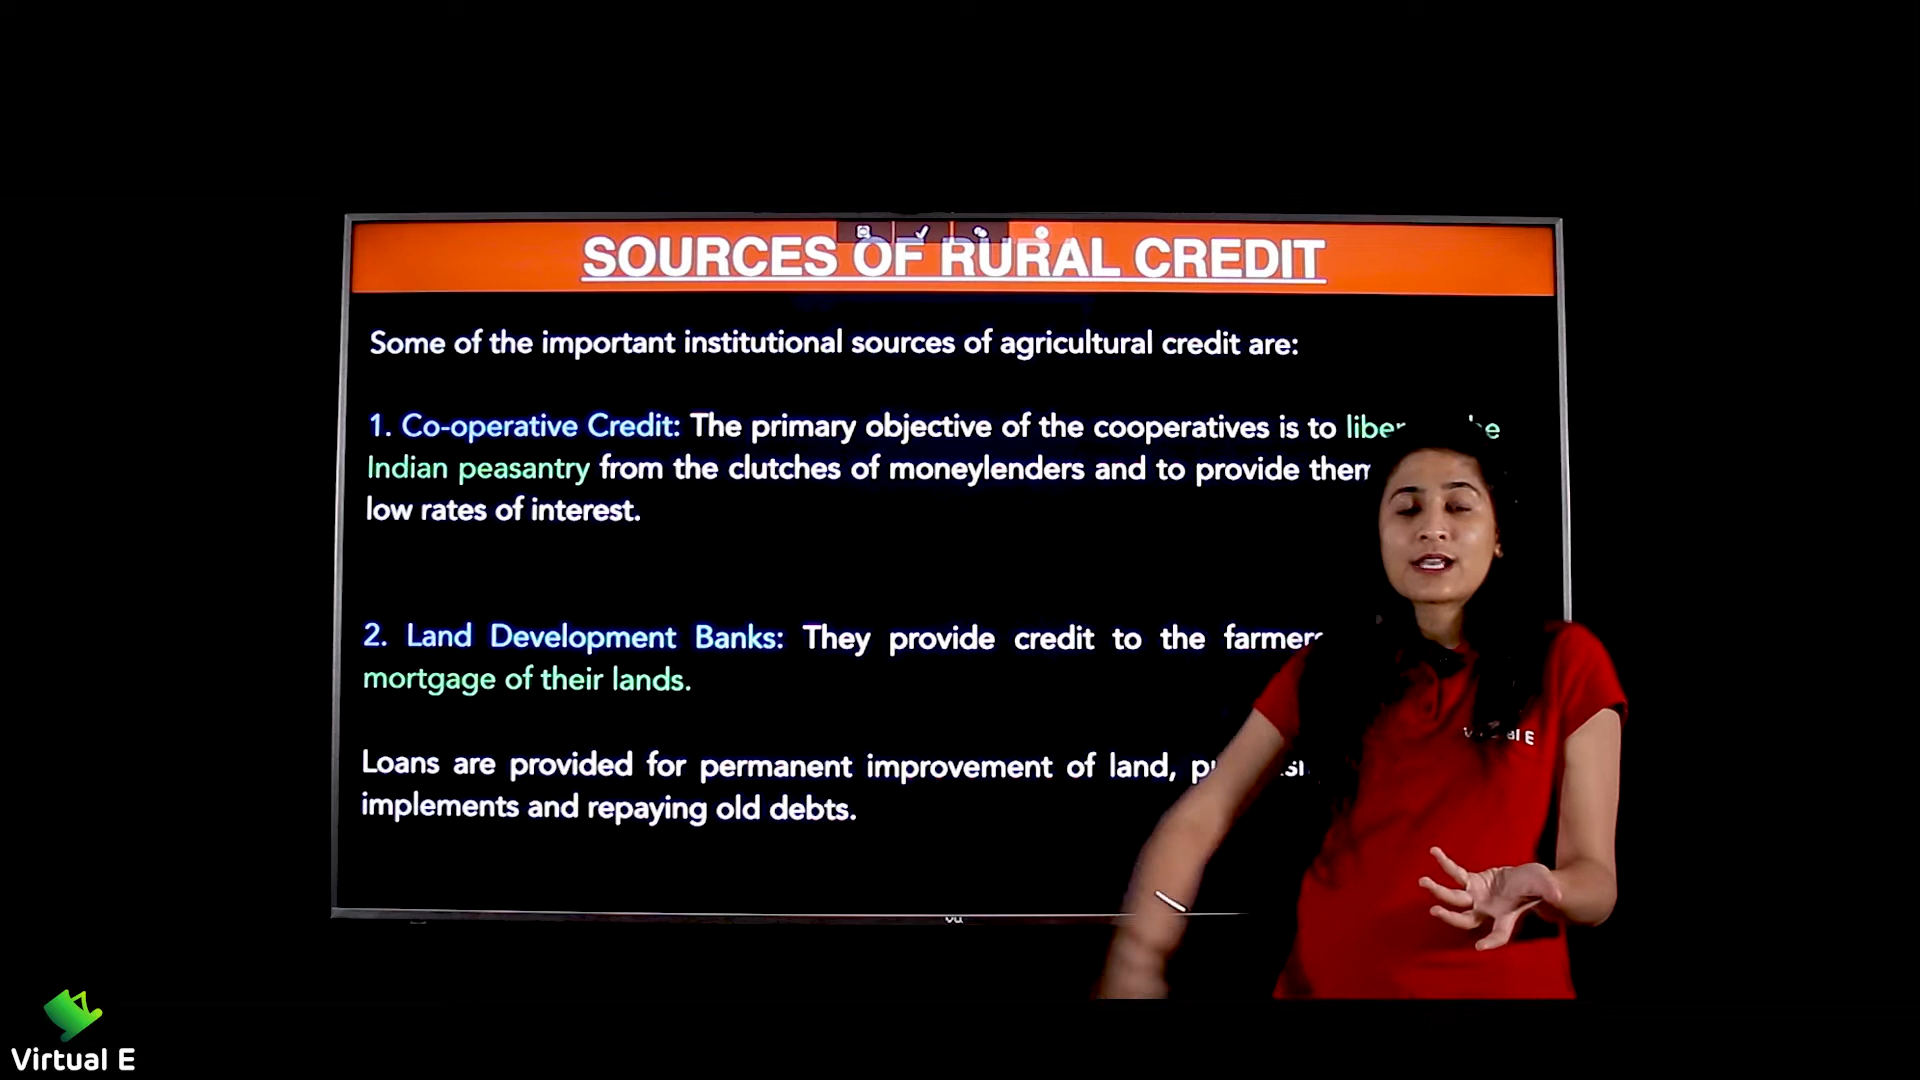 SOURCES OF RURAL CREDIT
Some of the important institutional sources of agricultural credit are:
1. Co-operative Credit: The primary objective of the cooperatives is to
Indian peasantry from the clutches of moneylenders and to provide
low rates of interest.
2. Land Development Banks: They provide credit to the
mortgage of their lands.
Loans are provided for permanent improvement of land,
implements and repaying old debts.
vu
Virtual E